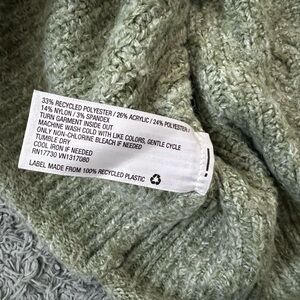 33% RECYCLED POLYESTER / 26% ACRYLIC / 24% POLYESTER /
14% NYLON / 3% SPANDEX
TURN GARMENT INSIDE OUT
MACHINE WASH COLD WITH LIKE COLORS, GENTLE CYCLE
ONLY NON-CHLORINE BLEACH IF NEEDED
TUMBLE DRY
COOL IRON IF NEEDED
RN17730 VN1317080
LABEL MADE FROM 100% RECYCLED PLASTIC